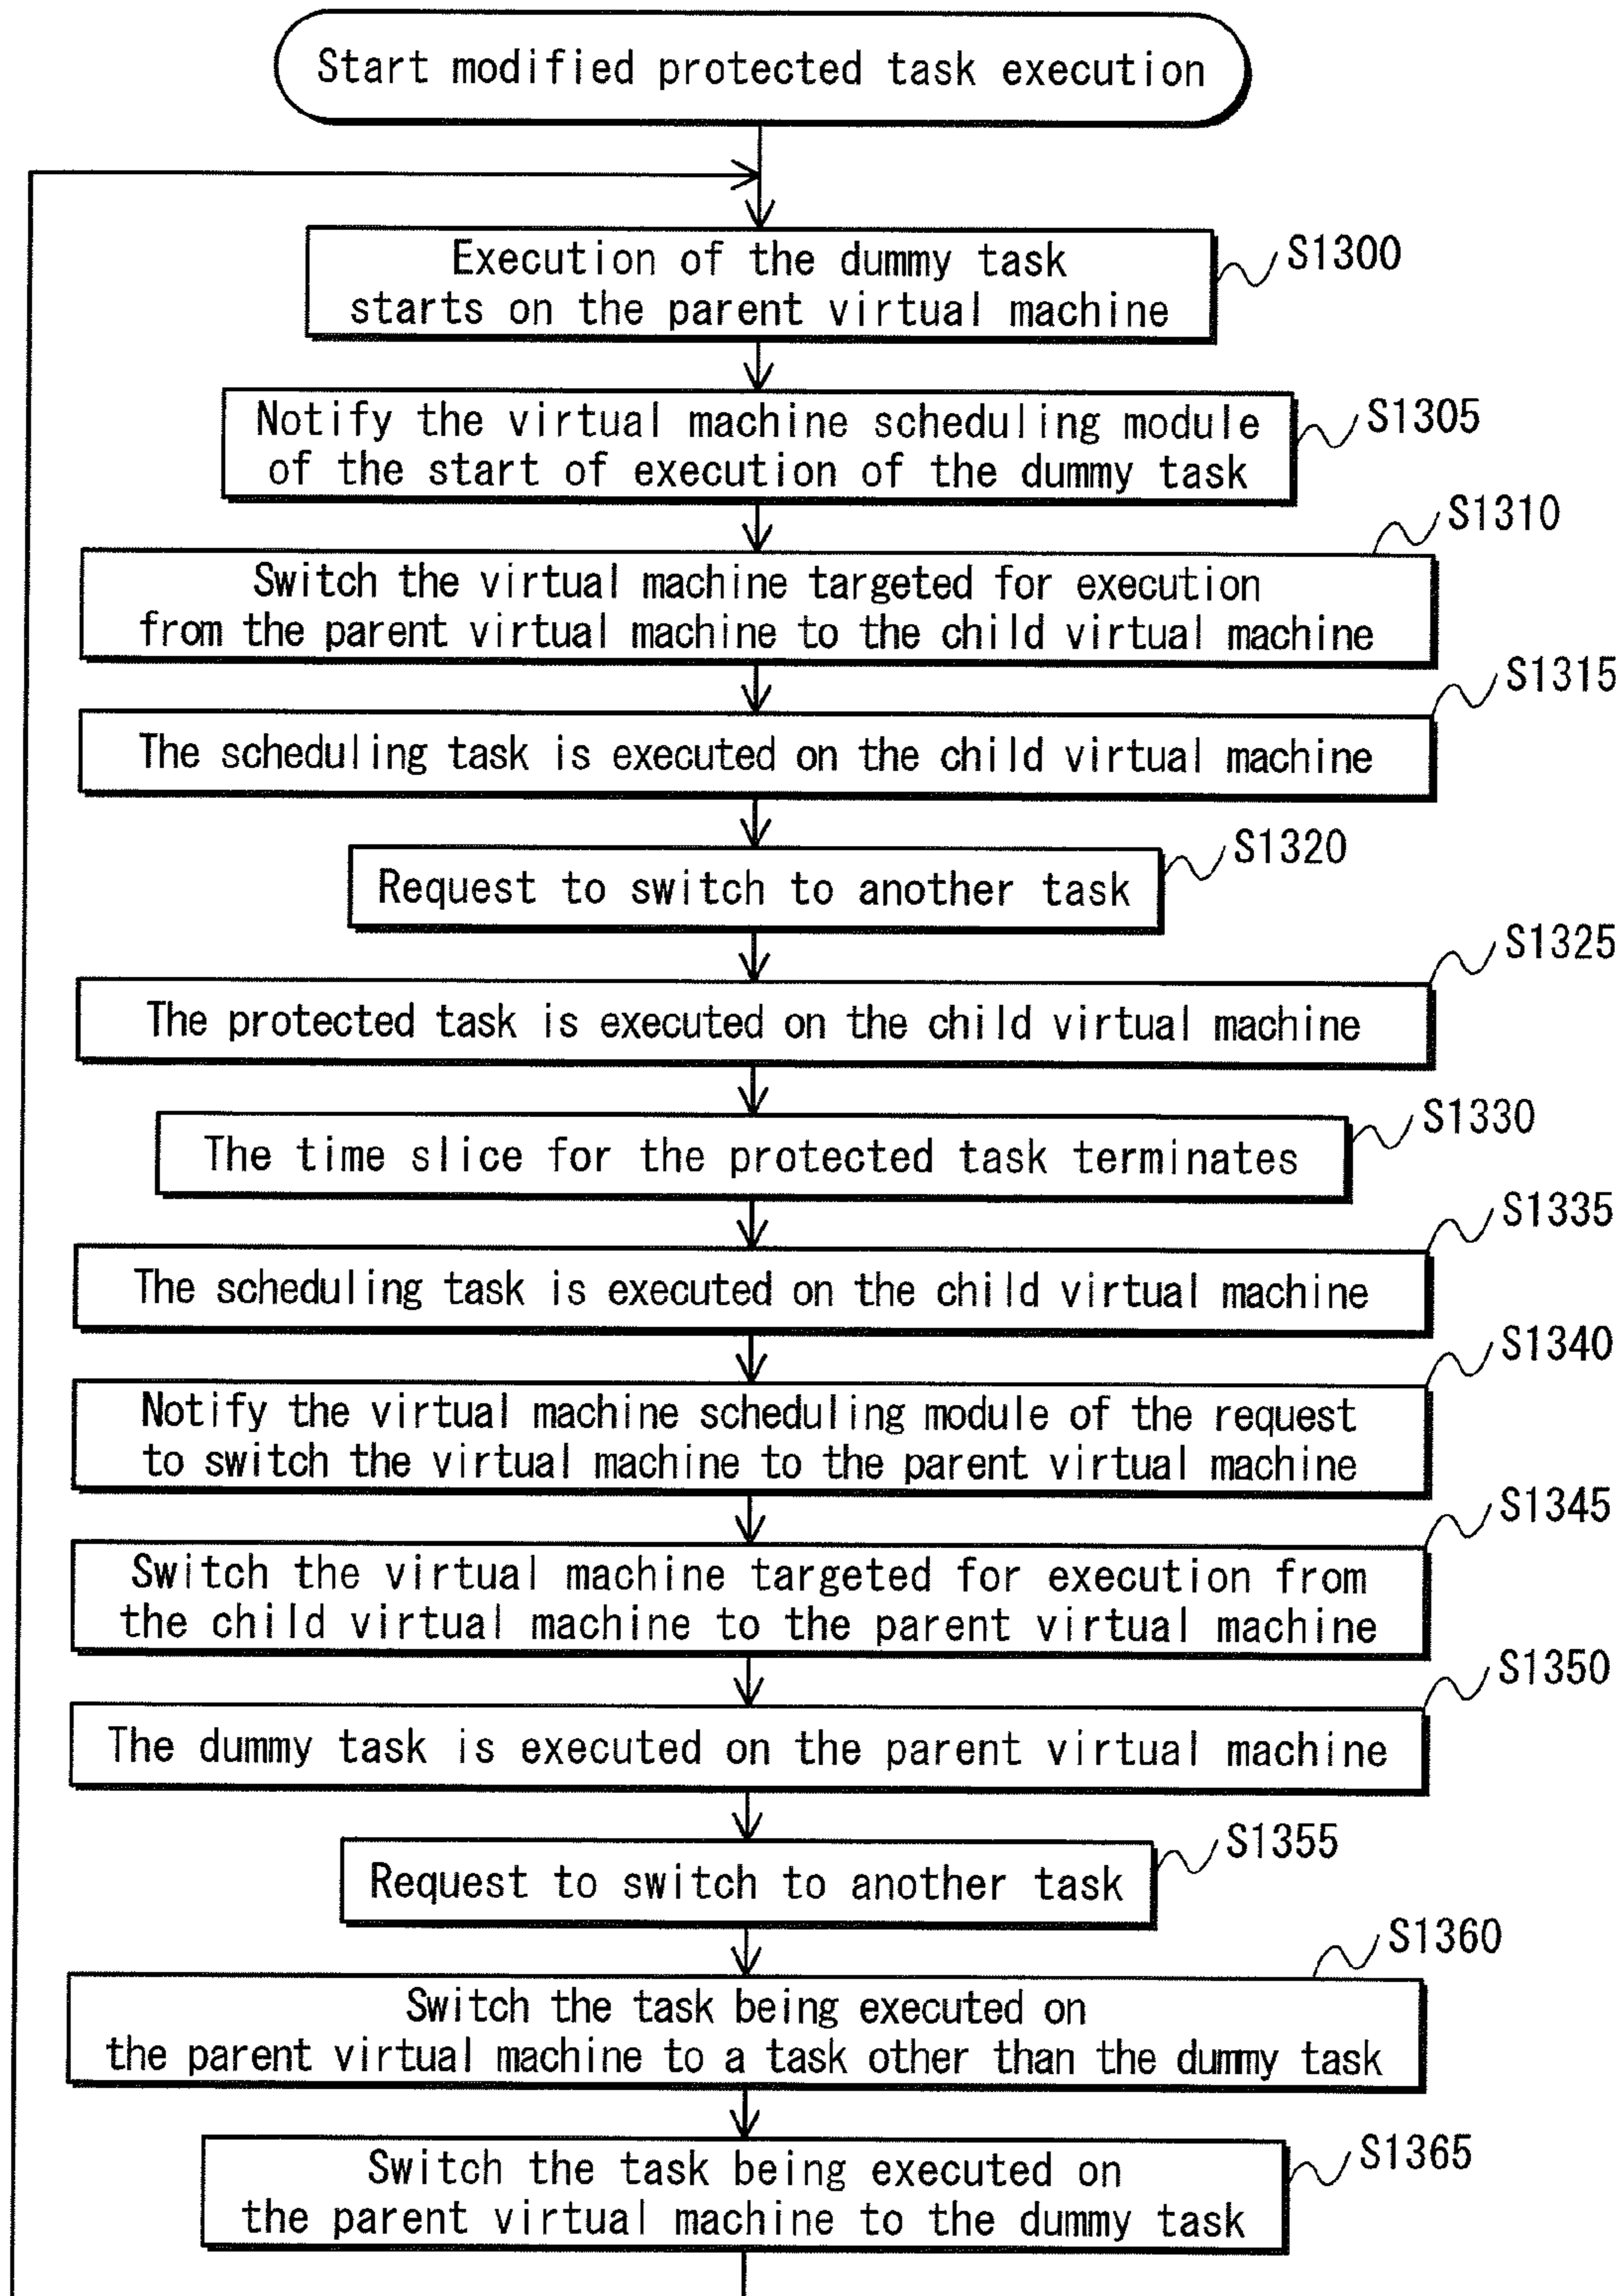 Start modified protected task execution
Execution of the dummy task
starts on the parent virtual machine
S1300
Notify the virtual machine scheduling module
of the start of execution of the dummy task
S1305
S1310
Switch the virtual machine targeted for execution
from the parent virtual machine to the child virtual machine
S1315
The scheduling task is executed on the child virtual machine
S1320
Request to switch to another task
S1325
The protected task is executed on the child virtual machine
S1330
The time slice for the protected task terminates
S1335
The scheduling task is executed on the child virtual machine
S1340
Notify the virtual machine scheduling module of the request
to switch the virtual machine to the parent virtual machine
S1345
Switch the virtual machine targeted for execution from
the child virtual machine to the parent virtual machine
S1350
The dummy task is executed on the parent virtual machine
S1355
Request to switch to another task
S1360
Switch the task being executed on
the parent virtual machine to a task other than the dummy task
S1365
Switch the task being executed on
the parent virtual machine to the dummy task